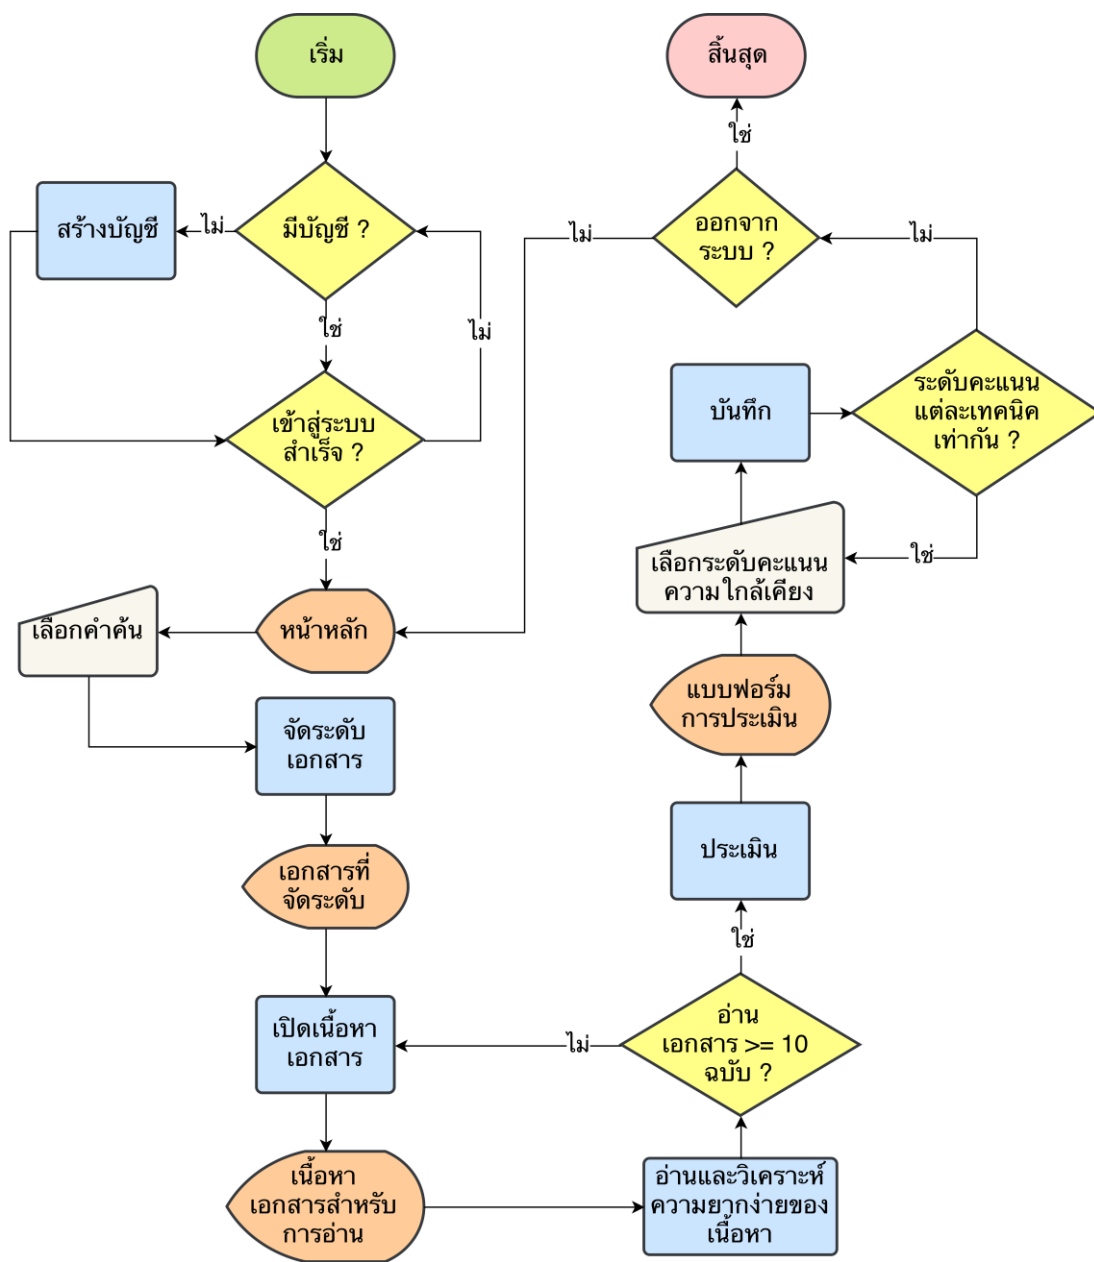 เริ่ม
มีบัญชี ?
ไม่
สร้างบัญชี
ใช่
ไม่
เข้าสู่ระบบ
สำเร็จ ?
ใช่
หน้าหลัก
เลือกคำค้น
จัดระดับ
เอกสาร
เอกสารที่
จัดระดับ
เปิดเนื้อหา
เอกสาร
เนื้อหา
เอกสารสำหรับ
การอ่าน
อ่านและวิเคราะห์
ความยากง่ายของ
เนื้อหา
อ่าน
เอกสาร >= 10
ฉบับ ?
ไม่
ใช่
ประเมิน
แบบฟอร์ม
การประเมิน
เลือกระดับคะแนน
ความใกล้เคียง
บันทึก
ระดับคะแนน
แต่ละเทคนิค
เท่ากัน ?
ใช่
ไม่
ออกจาก
ระบบ ?
ไม่
ใช่
สิ้นสุด